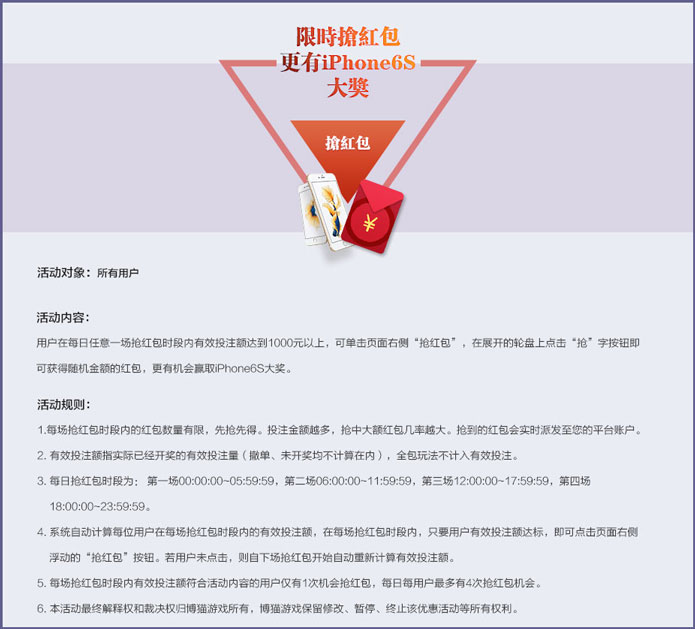 限時搶紅包
更有iPhone6S
大獎
搶紅包
¥
活动对象：所有用户
活动内容：
用户在每日任意一场抢红包时段内有效投注额达到1000元以上，可单击页面右侧“抢红包”，在展开的轮盘上点击“抢”字按钮即
可获得随机金额的红包，更有机会赢取iPhone6S大奖。
活动规则：
1.每场抢红包时段内的红包数量有限，先抢先得。投注金额越多，抢中大额红包几率越大。抢到的红包会实时派发至您的平台账户。
2. 有效投注额指实际已经开奖的有效投注量（撤单、未开奖均不计算在内），全包玩法不计入有效投注。
3. 每日抢红包时段为： 第一场00:00:00~05:59:59，第二场06:00:00~11:59:59，第三场12:00:00~17:59:59，第四场
18:00:00~23:59:59。
4. 系统自动计算每位用户在每场抢红包时段内的有效投注额，在每场抢红包时段内，只要用户有效投注额达标，即可点击页面右侧
浮动的“抢红包”按钮。若用户未点击，则自下场抢红包开始自动重新计算有效投注额。
5. 每场抢红包时段内有效投注额符合活动内容的用户仅有1次机会抢红包，每日每用户最多有4次抢红包机会。
6. 本活动最终解释权和裁决权归博猫游戏所有，博猫游戏保留修改、暂停、终止该优惠活动等所有权利。